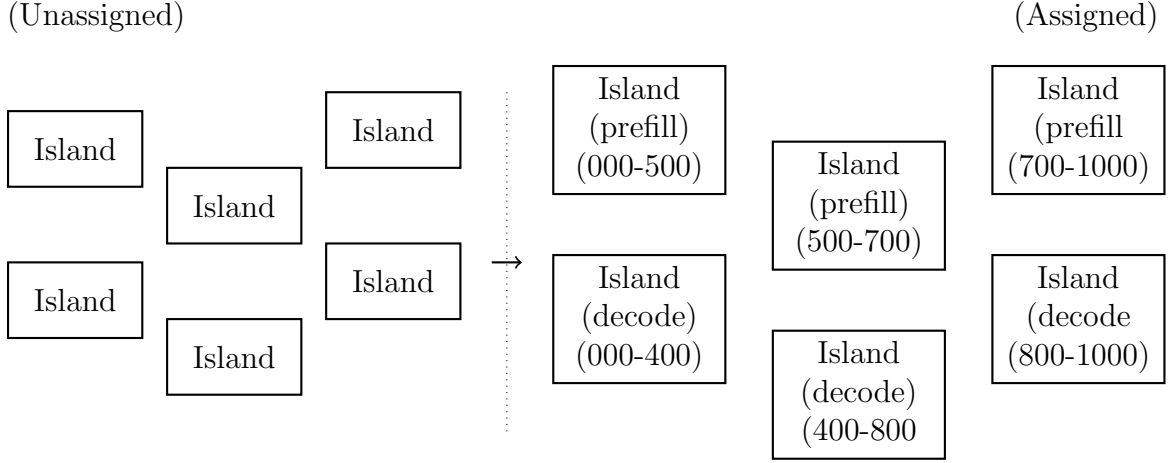 (Unassigned)
(Assigned)
Island
Island
Island
Island
Island
Island
Island
(prefill)
(000-500)
Island
(prefill)
(500-700)
Island
(prefill
(700-1000)
Island
(decode)
(000-400)
Island
(decode)
(400-800
Island
(decode
(800-1000)